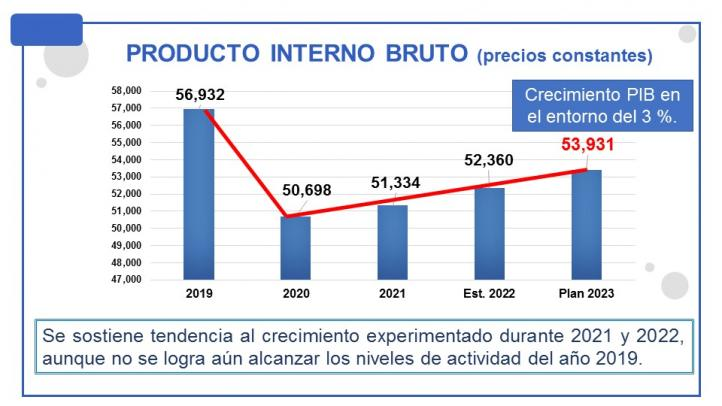 PRODUCTO INTERNO BRUTO (precios constantes)
58,000
57,000
56,000
55,000
54,000
53,000
52,000
51,000
50,000
49,000
48,000
47,000
56,932
50,698
51,334
52,360
53,931
Crecimiento PIB en
el entorno del 3 %.
2019
2020
2021
Est. 2022
Plan 2023
Se sostiene tendencia al crecimiento experimentado durante 2021 y 2022,
aunque no se logra aún alcanzar los niveles de actividad del año 2019.